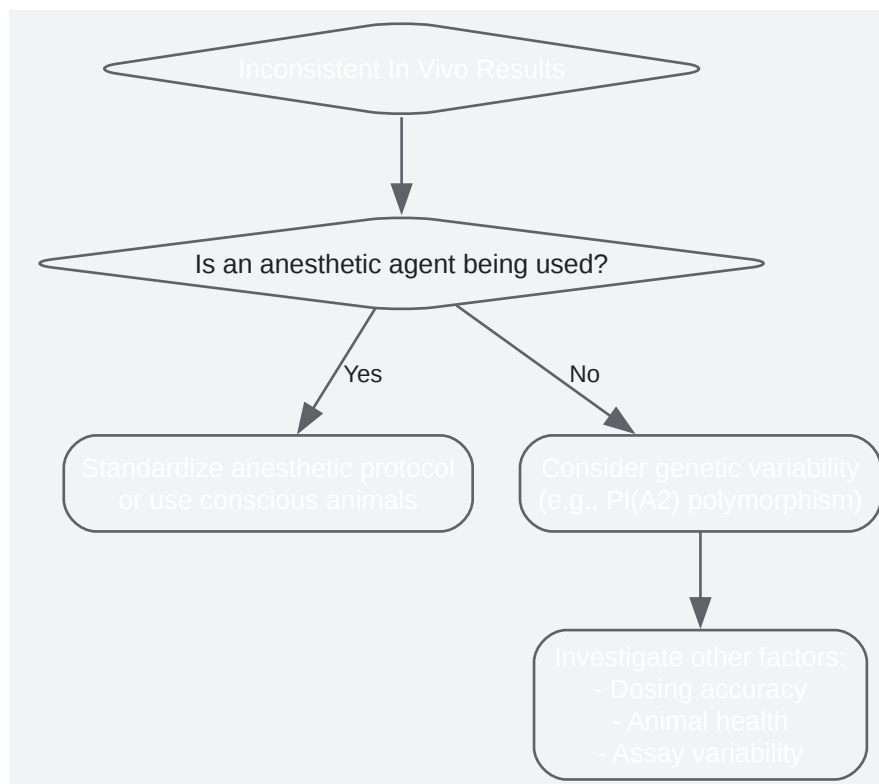 Inconsistent In Vivo Results
Is an anesthetic agent being used?
Yes
No
Standardize anesthetic protocol
or use conscious animals
Consider genetic variability
(e.g., Pl(A2) polymorphism)
Investigate other factors:
- Dosing accuracy
- Animal health
- Assay variability